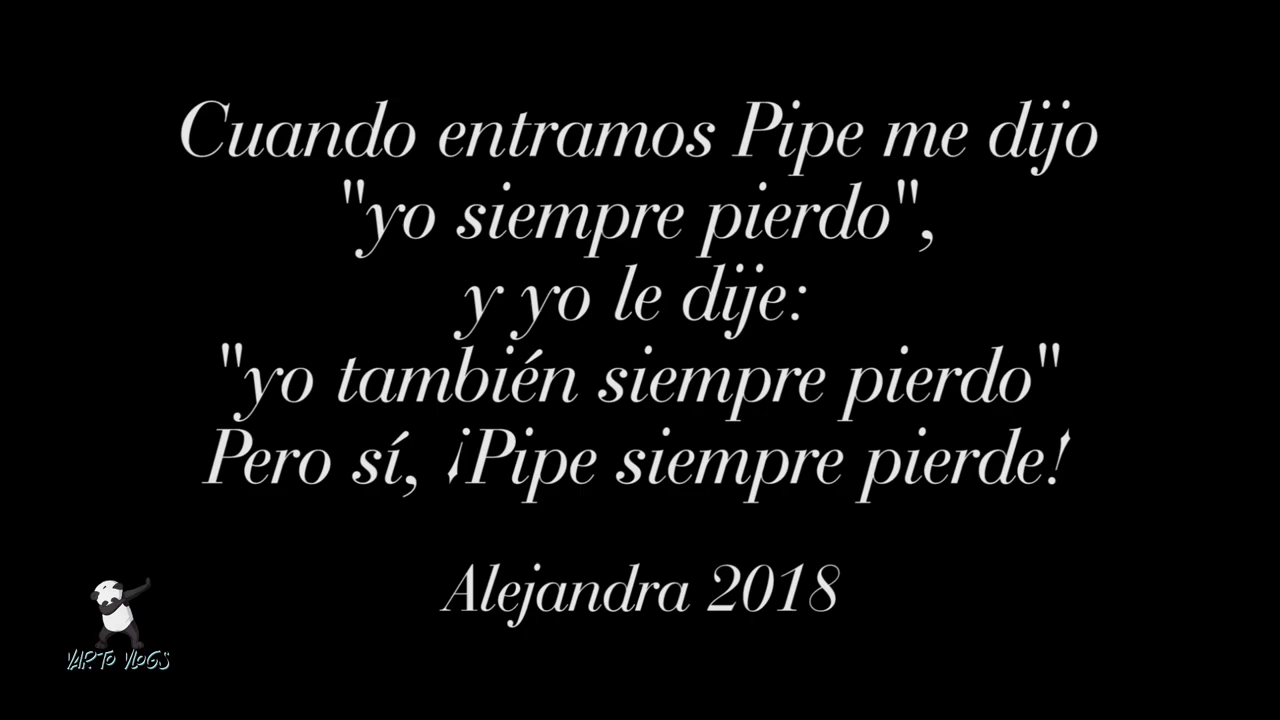 Cuando entramos Pipe me dijo
"yo siempre pierdo",
y yo le dije:
"yo también siempre pierdo"
Pero sí, ¡Pipe siempre pierde!
Alejandra 2018
VAIRTO VLOGS